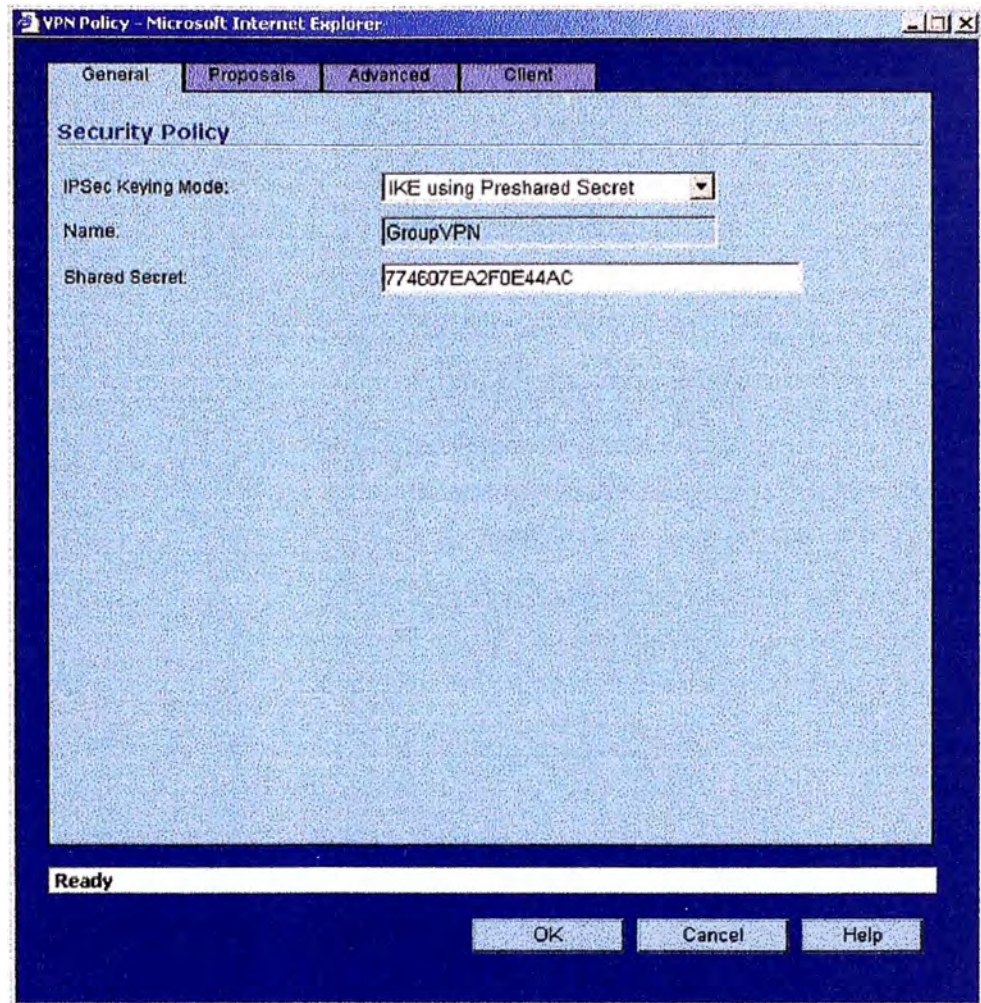 VPN Policy - Microsoft Internet Explorer
General Proposals Advanced Client
Security Policy
IPSec Keying Mode: IKE using Preshared Secret
Name: GroupVPN
Shared Secret: 774607EA2F0E44AC
Ready
OK Cancel Help